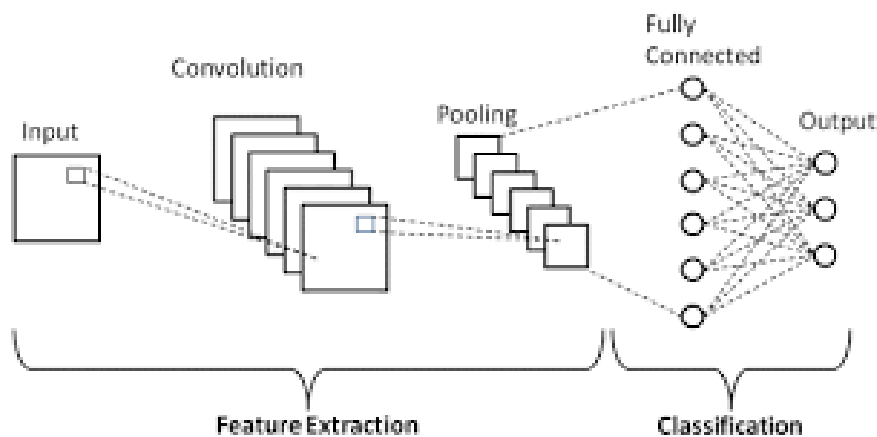 Input
Convolution
Pooling
Fully
Connected
Output
Feature Extraction
Classification